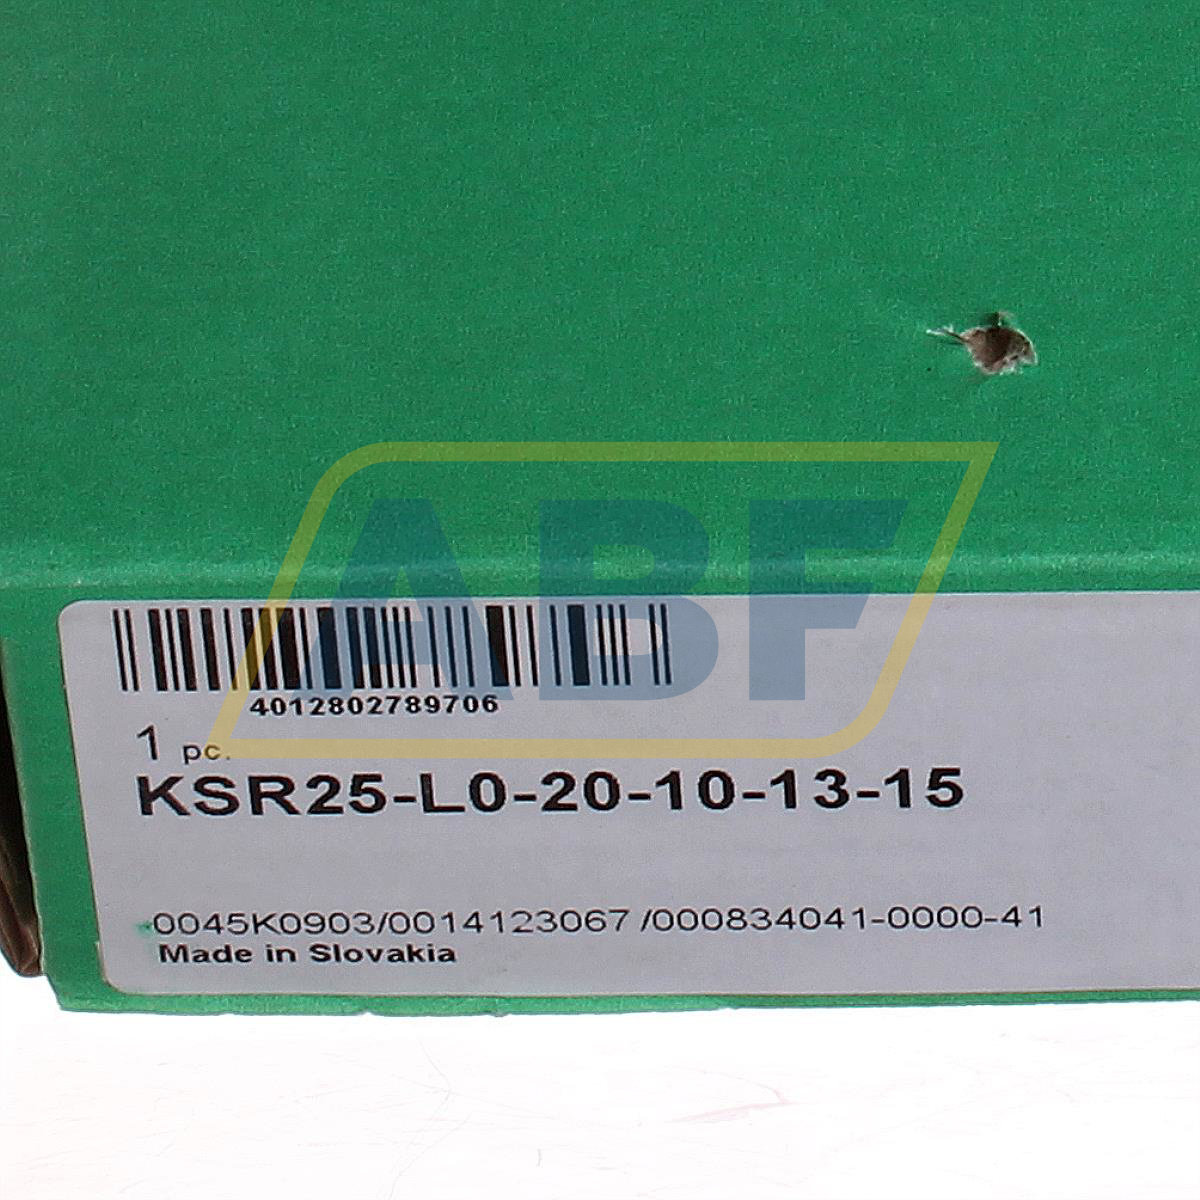 ABF
4012802789706
1 pc.
KSR25-L0-20-10-13-15
0045K0903/0014123067 /000834041-0000-41
Made in Slovakia